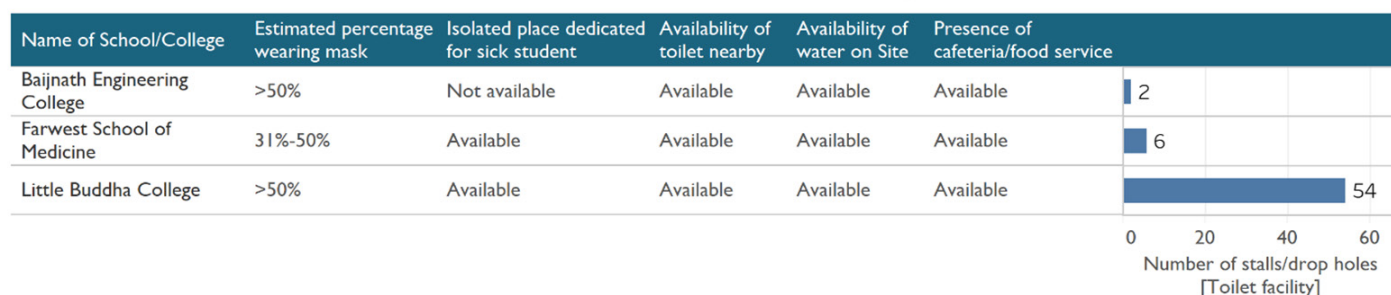 Name of School/College
Estimated percentage
wearing mask
Isolated place dedicated
for sick student
Availability of
toilet nearby
Availability of
water on Site
Presence of
cafeteria/food service
Baijnath Engineering
College
>50%
Not available
Available
Available
Available
2
Farwest School of
Medicine
31%-50%
Available
Available
Available
Available
6
Little Buddha College
>50%
Available
Available
Available
Available
54
0 20 40 60
Number of stalls/drop holes
[Toilet facility]